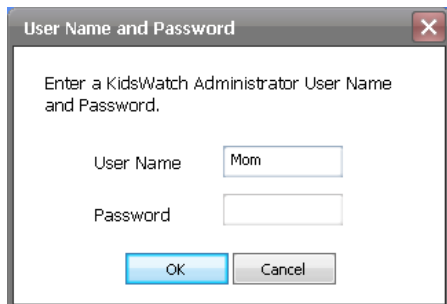 User Name and Password
Enter a KidsWatch Administrator User Name
and Password.
User Name Mom
Password
OK Cancel